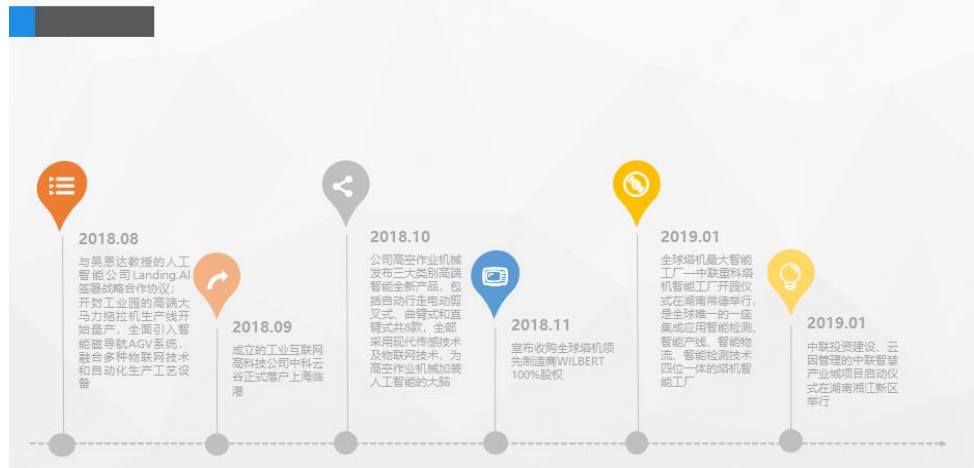 2018.08
与吴恩达教授的人工
智能公司Landing.AI
签署战略合作协议;
开封工业园的高端大
马力拖拉机生产线开
始量产，全面引入智
能磁导航AGV系统,
融合多种物联网技术
和自动化生产工艺设
备
2018.09
成立的工业互联网
高科技公司中科云
谷正式落户上海临
港
2018.10
公司高空作业机械
发布三大类别高端
智能全新产品，包
括自动行走电动剪
叉式、曲臂式和直
臂式共8款，全部
采用现代传感技术
及物联网技术，为
高空作业机械加装
人工智能的大脑
2018.11
宣布收购全球塔机领
先制造商WILBERT
100%股权
2019.01
全球塔机最大智能
工厂—中联重科塔
机智能工厂开园仪
式在湖南常德举行,
是全球唯一的一座
集成应用智能检测、
智能产线、智能物
流、智能检测技术
四位一体的塔机智
能工厂
2019.01
中联投资建设、云
因管理的中联智慧
产业城项目启动仪
式在湖南湘江新区
举行